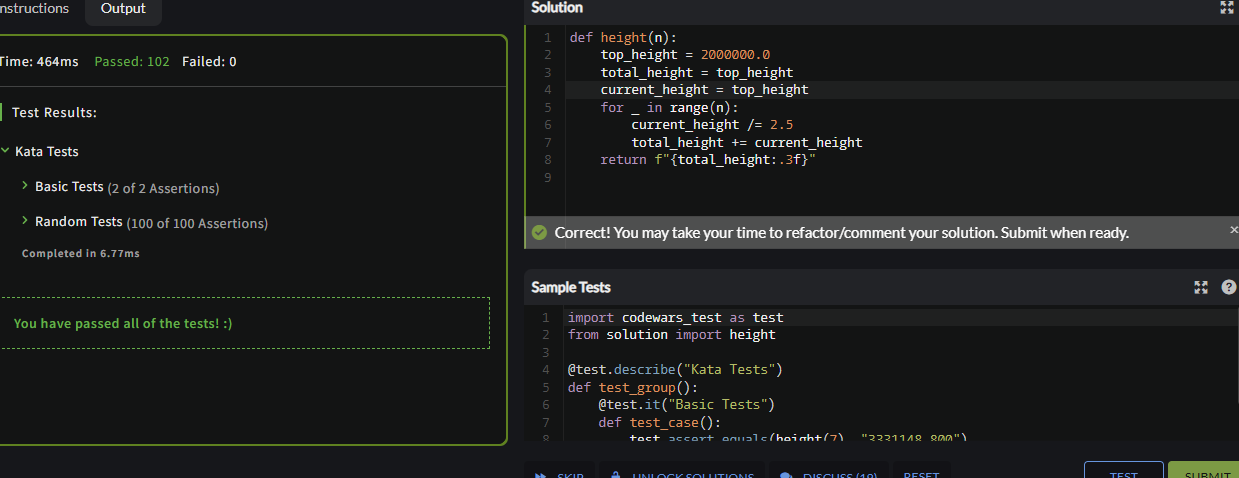 nstructions
Output
Time: 464ms Passed: 102 Failed: 0
Test Results:
Kata Tests
Basic Tests (2 of 2 Assertions)
Random Tests (100 of 100 Assertions)
Completed in 6.77ms
You have passed all of the tests! :)
Solution
1 def height(n):
2 top_height = 2000000.0
3 total_height = top_height
4 current_height = top_height
5 for _ in range(n):
6 current_height /= 2.5
7 total_height += current_height
8 return f"{total_height:.3f}"
9
Correct! You may take your time to refactor/comment your solution. Submit when ready.
Sample Tests
1 import codewars_test as test
2 from solution import height
3
4 @test.describe("Kata Tests")
5 def test_group():
6 @test.it("Basic Tests")
7 def test_case():
8 test.assert_equals(height(7), "3331148.800")
SKIP UNLOCK SOLUTIONS DISCUSS (19) RESET TEST SUBMIT